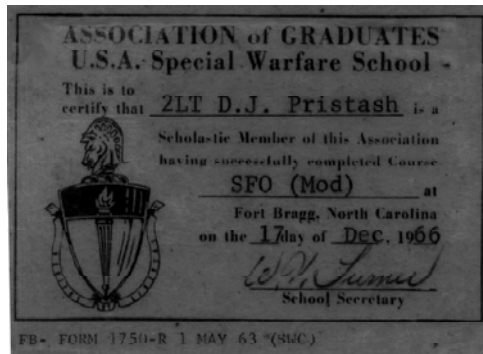 ASSOCIATION of GRADUATES
U.S.A. Special Warfare School
This is to
certify that 2LT D.J. Pristash is a
Scholastic Member of this Association
having successfully completed Course
SFO (Mod) at
Fort Bragg, North Carolina
on the 17 day of Dec. 1966
School Secretary
FB- FORM 1750-R 1 MAY 63 (SWC)